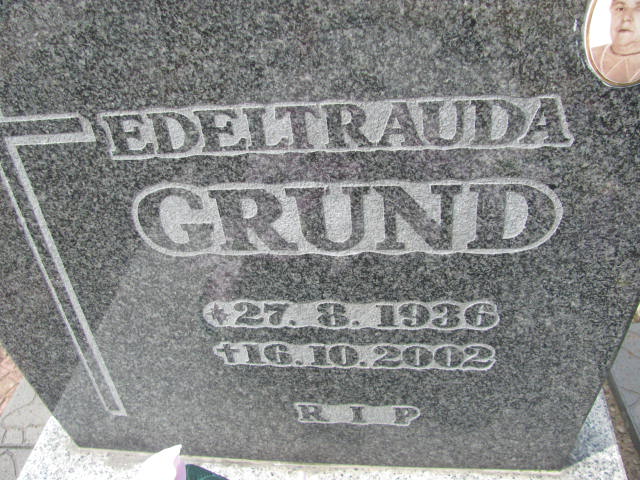 EDELTRAUDA
GRUND
*27. 8. 1936
†16.10.2002
R I P